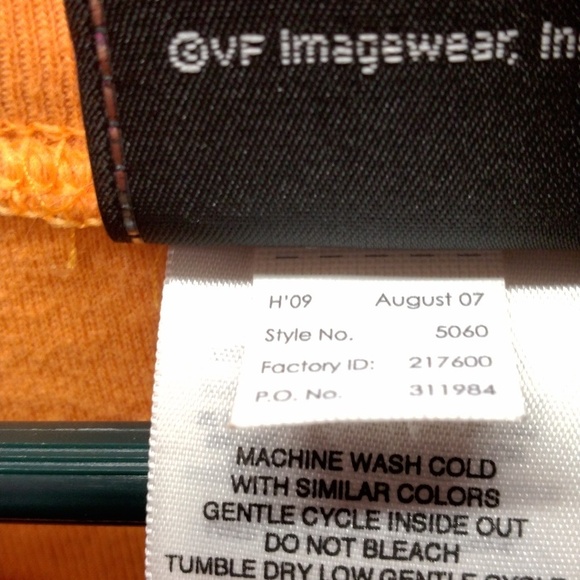 ©VF Imagewear, In
H'09 August 07
Style No. 5060
Factory ID: 217600
P.O. No. 311984
MACHINE WASH COLD
WITH SIMILAR COLORS
GENTLE CYCLE INSIDE OUT
DO NOT BLEACH
TUMBLE DRY LOW GENTLE CYCLE